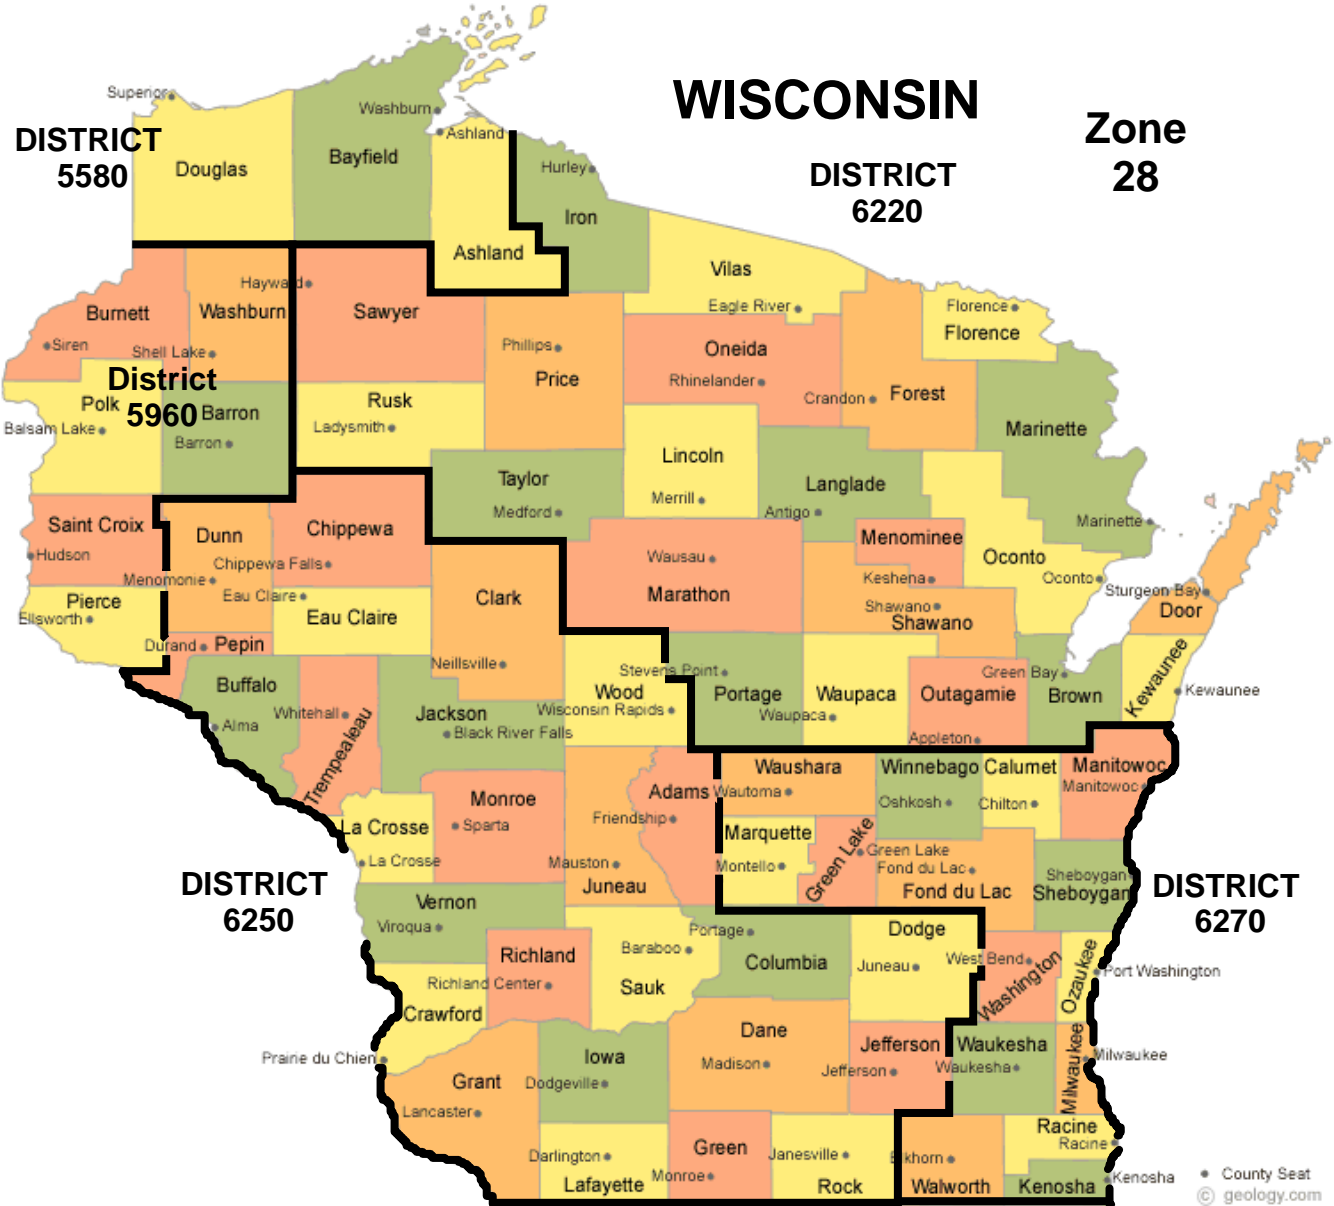 WISCONSIN
Zone
28
DISTRICT
5580
DISTRICT
6220
District
5960
DISTRICT
6250
DISTRICT
6270
Superior
Douglas
Washburn
Bayfield
Ashland
Ashland
Hurley
Iron
Vilas
Eagle River
Florence
Florence
Burnett
Siren
Hayward
Washburn
Shell Lake
Sawyer
Phillips
Price
Oneida
Rhinelander
Crandon
Forest
Marinette
Marinette
Polk
Balsam Lake
Barron
Barron
Rusk
Ladysmith
Taylor
Medford
Lincoln
Merrill
Langlade
Antigo
Menominee
Keshena
Oconto
Oconto
Saint Croix
Hudson
Dunn
Menomonie
Chippewa
Chippewa Falls
Eau Claire
Eau Claire
Clark
Neillsville
Wausau
Marathon
Shawano
Shawano
Sturgeon Bay
Door
Pierce
Ellsworth
Durand
Pepin
Buffalo
Alma
Whitehall
Trempealeau
Jackson
Black River Falls
Wood
Wisconsin Rapids
Stevens Point
Portage
Waupaca
Waupaca
Outagamie
Appleton
Green Bay
Brown
Kewaunee
Kewaunee
La Crosse
La Crosse
Monroe
Sparta
Juneau
Mauston
Adams
Friendship
Waushara
Wautoma
Winnebago
Oshkosh
Calumet
Chilton
Manitowoc
Manitowoc
Marquette
Montello
Green Lake
Green Lake
Fond du Lac
Fond du Lac
Sheboygan
Sheboygan
Vernon
Viroqua
Richland
Richland Center
Sauk
Baraboo
Portage
Columbia
Dodge
Juneau
West Bend
Washington
Ozaukee
Port Washington
Crawford
Prairie du Chien
Grant
Lancaster
Iowa
Dodgeville
Dane
Madison
Jefferson
Jefferson
Waukesha
Waukesha
Milwaukee
Milwaukee
Darlington
Lafayette
Green
Monroe
Janesville
Rock
Walworth
Racine
Racine
Kenosha
Kenosha
County Seat
© geology.com